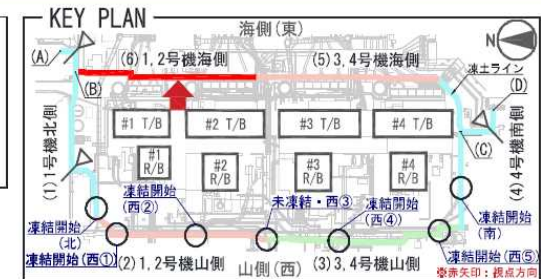 KEY PLAN
海側(東)
N
(A)
(6)1,2号機海側
(5)3,4号機海側
凍土ライン
(B)
(D)
#1 T/B
#2 T/B
#3 T/B
#4 T/B
(C)
(1)1号機北側
(4)4号機南側
#1
R/B
#2
R/B
#3
R/B
#4
R/B
凍結開始
(西②)
未凍結・西③
凍結開始
(西④)
凍結開始
(北)
凍結開始
(南)
凍結開始(西①)
(2)1,2号機山側
山側(西)
(3)3,4号機山側
凍結開始(西⑤)
※赤矢印:視点方向